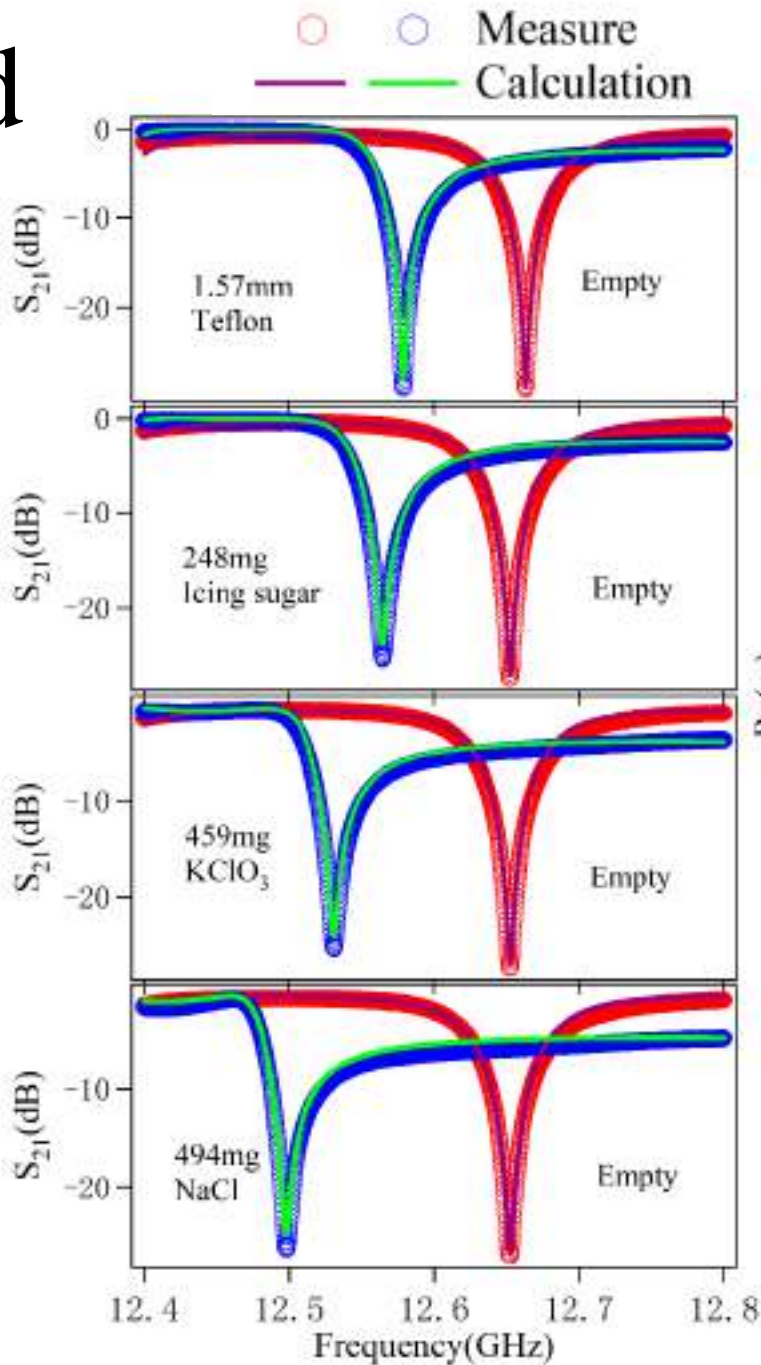 d
Measure
Calculation
0
-10
-20
S21(dB)
1.57mm
Teflon
Empty
0
-10
-20
S21(dB)
248mg
Icing sugar
Empty
-10
-20
S21(dB)
459mg
KClO3
Empty
-10
-20
S21(dB)
494mg
NaCl
Empty
12.4 12.5 12.6 12.7 12.8
Frequency(GHz)